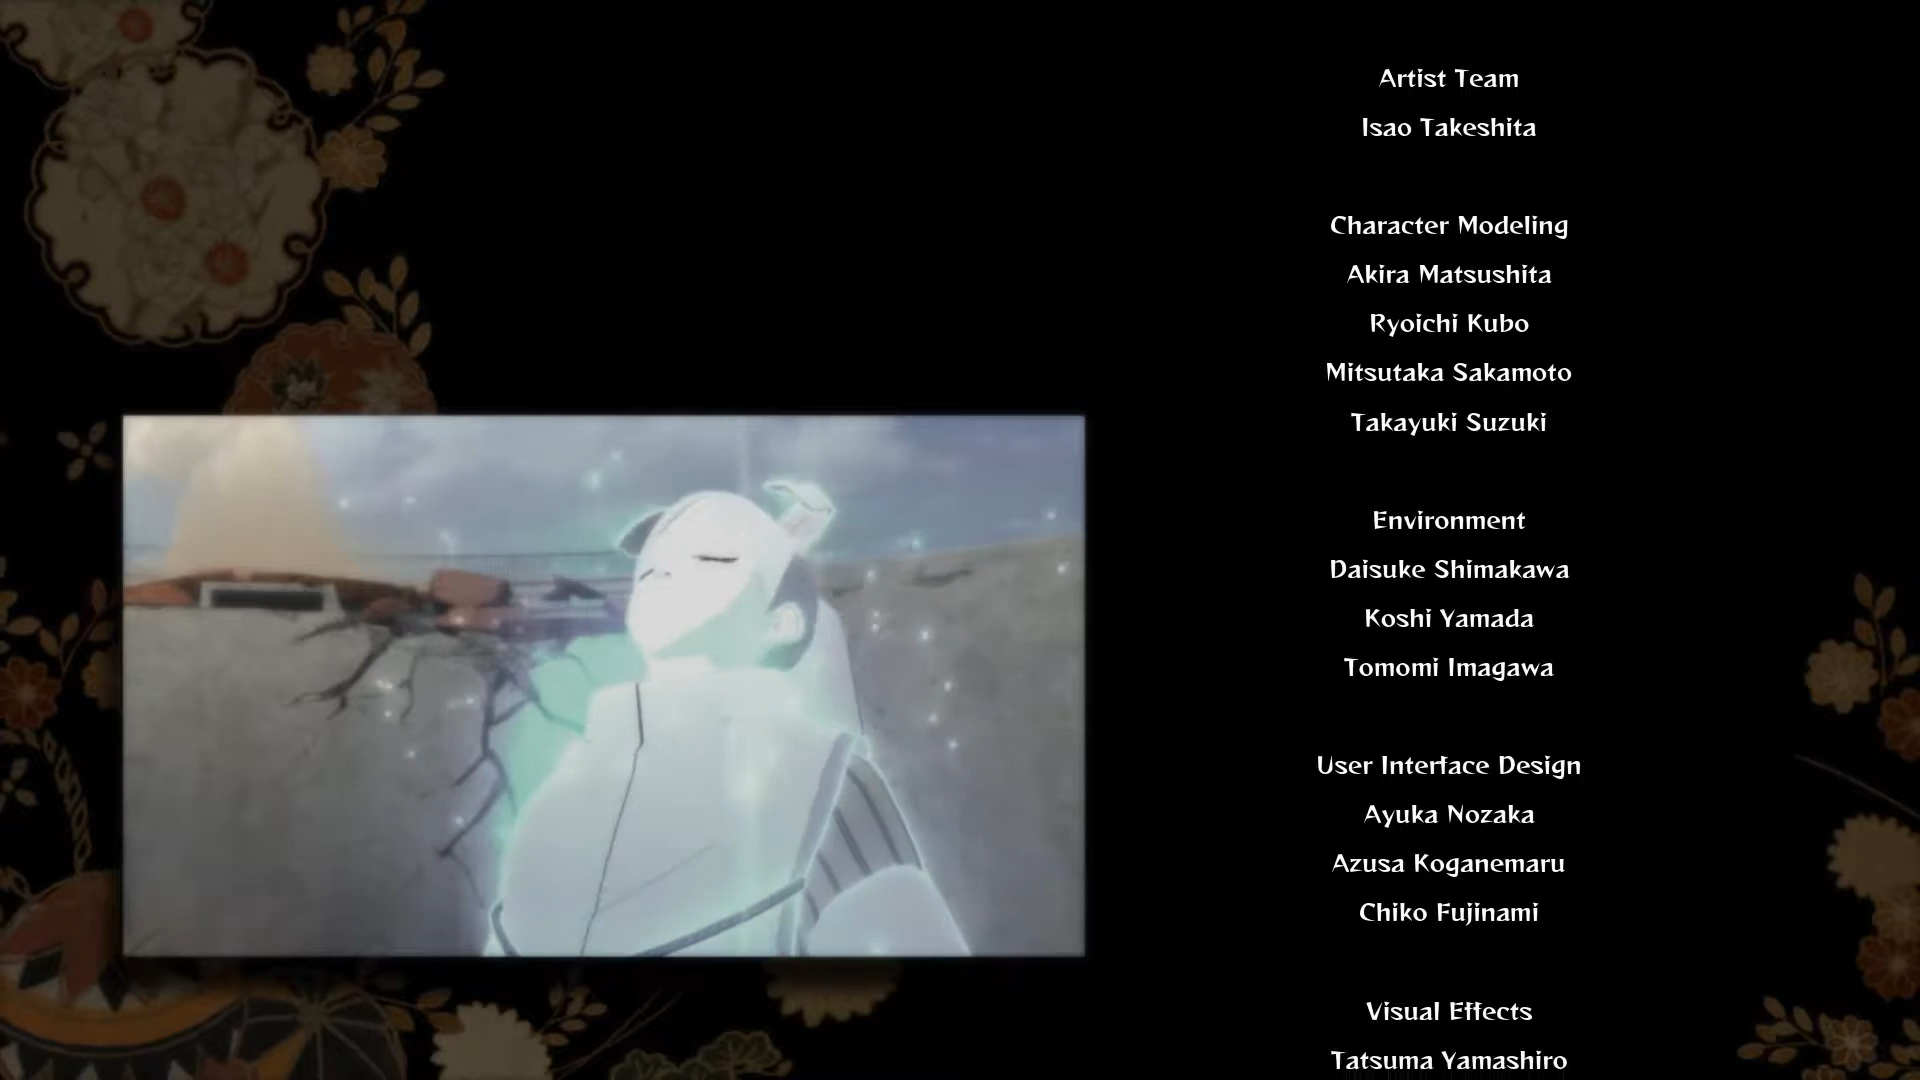 Artist Team
Isao Takeshita
Character Modeling
Akira Matsushita
Ryoichi Kubo
Mitsutaka Sakamoto
Takayuki Suzuki
Environment
Daisuke Shimakawa
Koshi Yamada
Tomomi Imagawa
User Interface Design
Ayuka Nozaka
Azusa Koganemaru
Chiko Fujinami
Visual Effects
Tatsuma Yamashiro